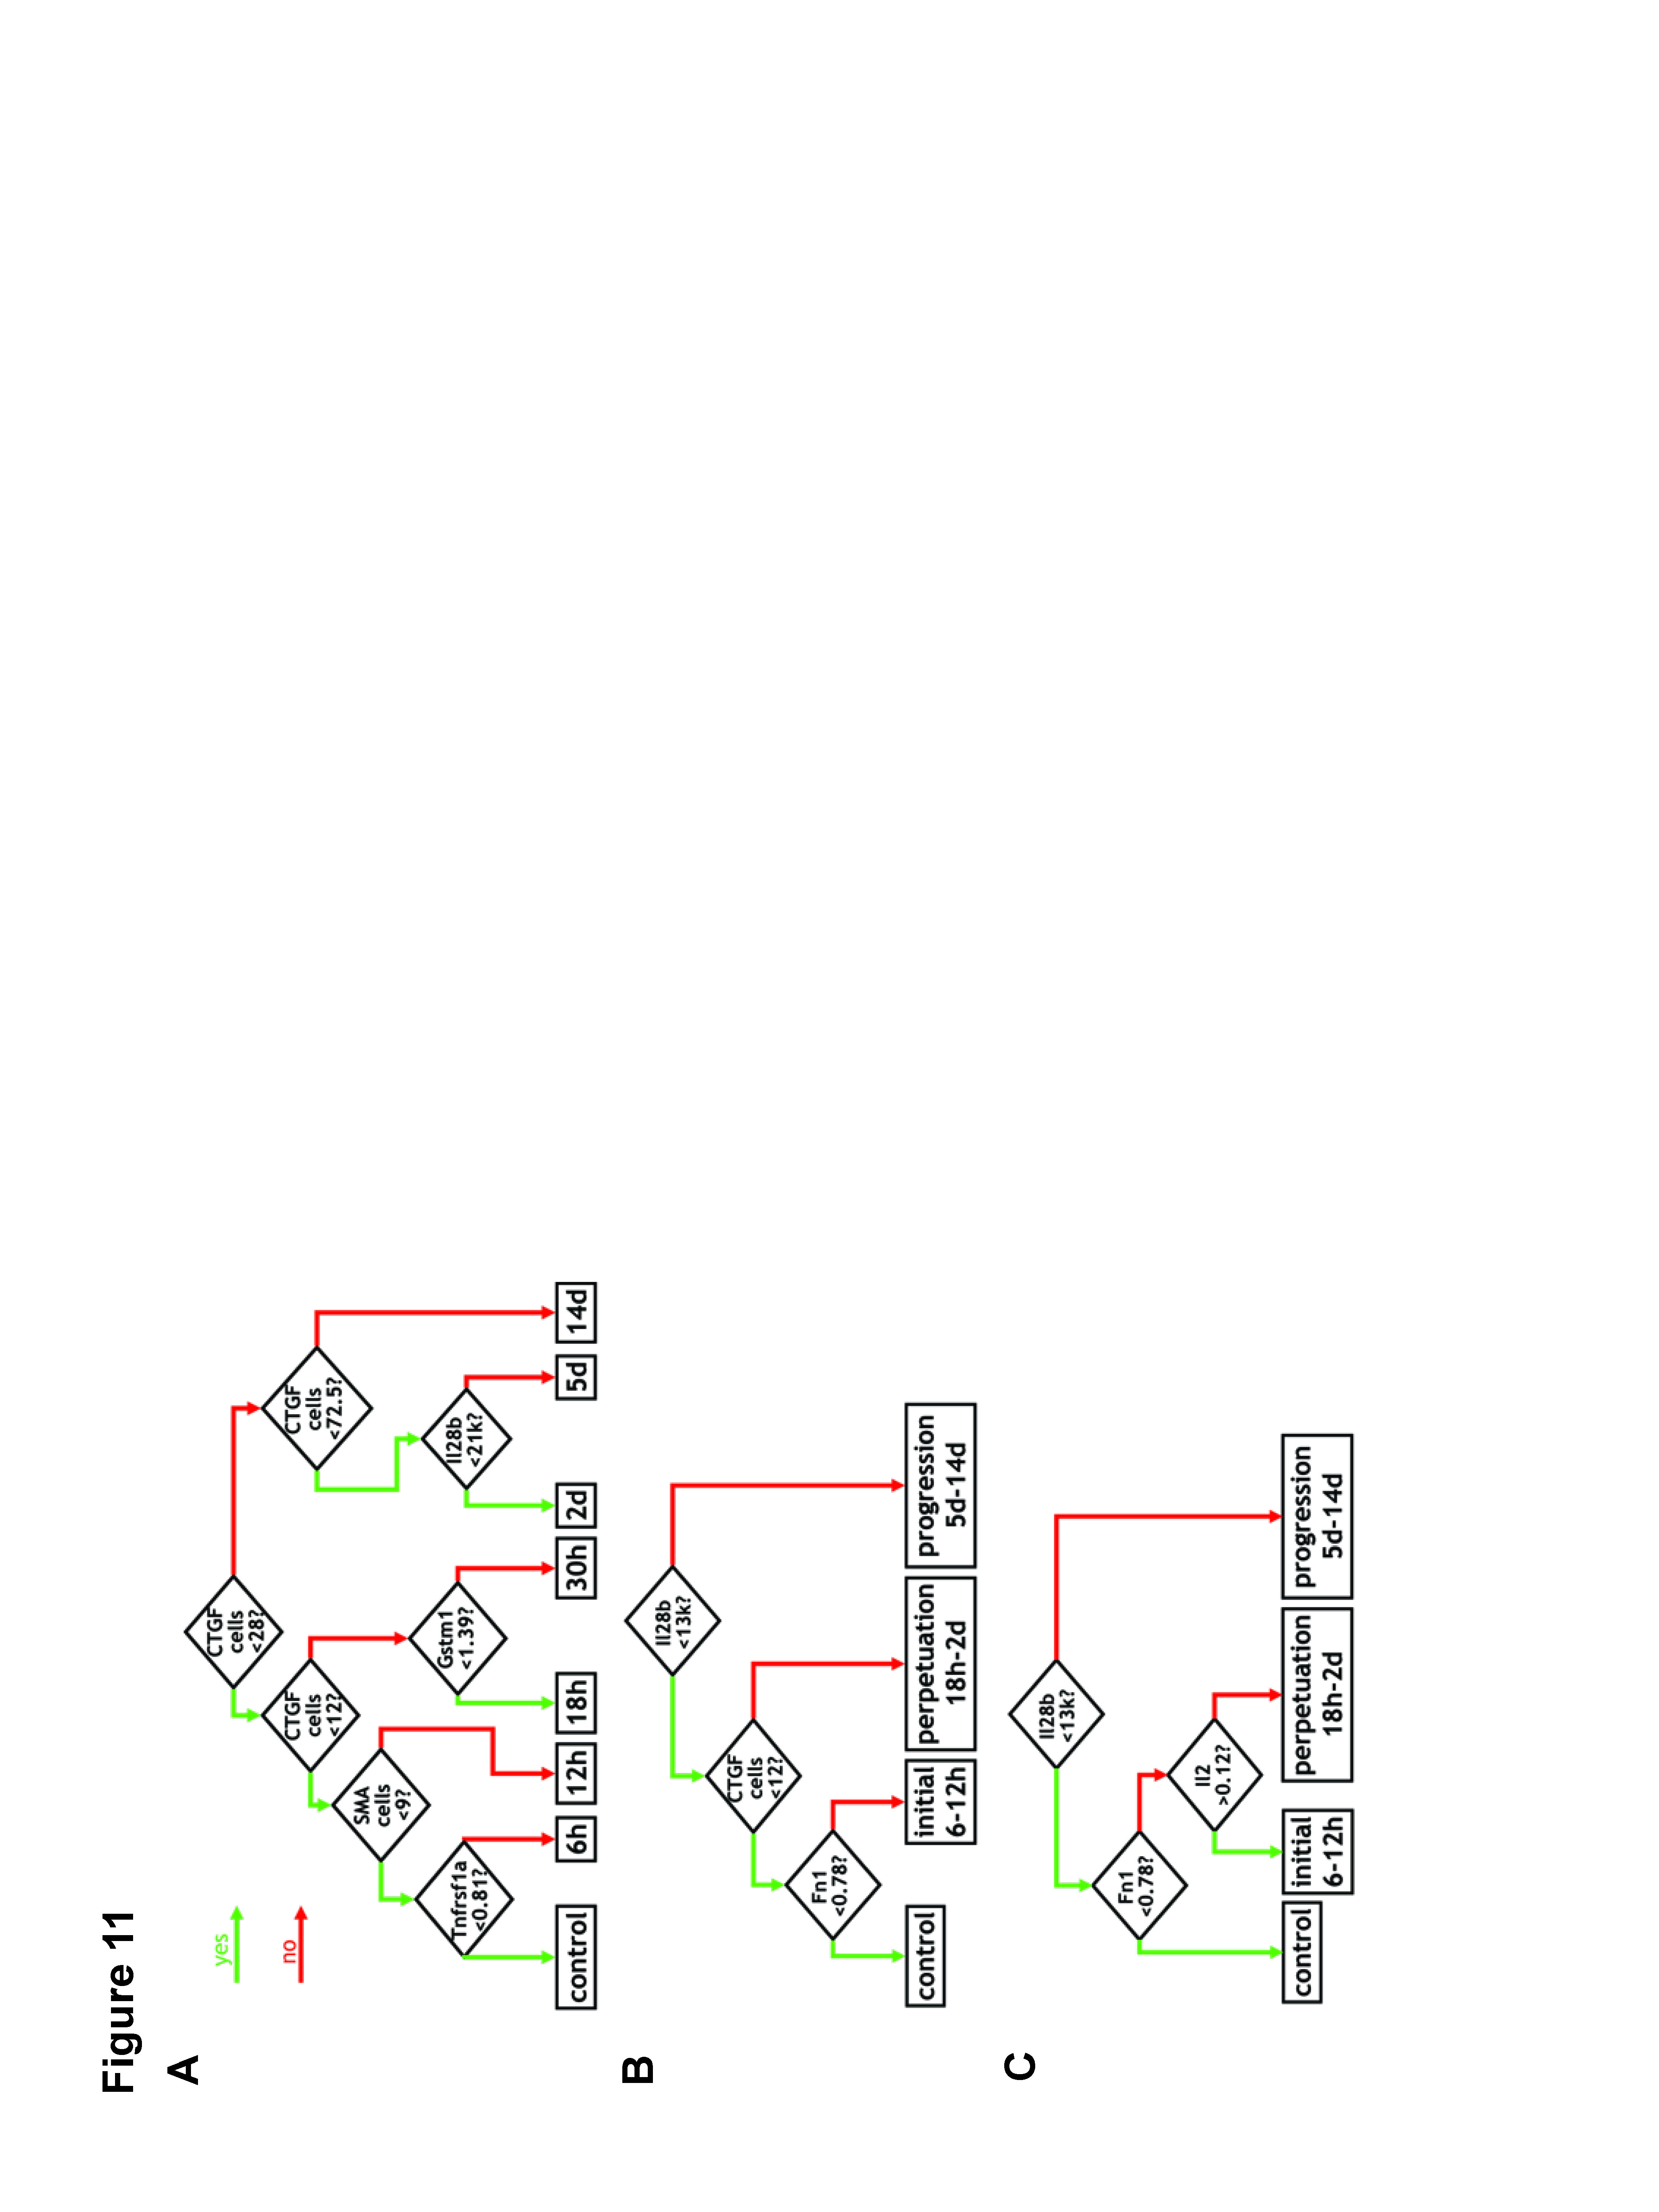 Figure 11
A
yes
no
CTGF
cells
<28?
CTGF
cells
<12?
CTGF
cells
<72.5?
SMA
cells
<9?
Tnfrsf1a
<0.81?
Gstm1
<1.39?
Il28b
<21k?
control
6h
12h
18h
30h
2d
5d
14d
B
Il28b
<13k?
CTGF
cells
<12?
Fn1
<0.78?
control
initial
6-12h
perpetuation
18h-2d
progression
5d-14d
C
Il28b
<13k?
Fn1
<0.78?
Il2
>0.12?
control
initial
6-12h
perpetuation
18h-2d
progression
5d-14d